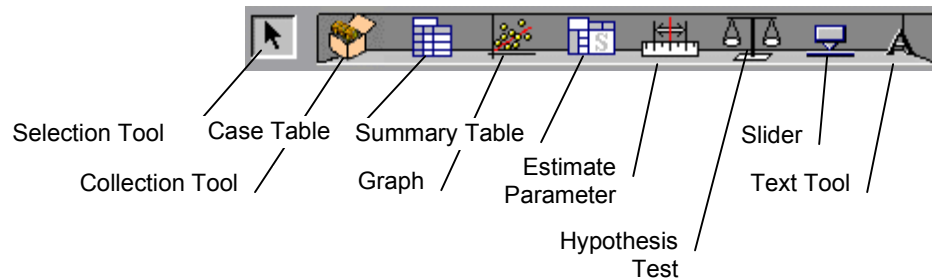 S
A
Selection Tool
Case Table
Summary Table
Slider
Collection Tool
Graph
Estimate
Parameter
Text Tool
Hypothesis
Test